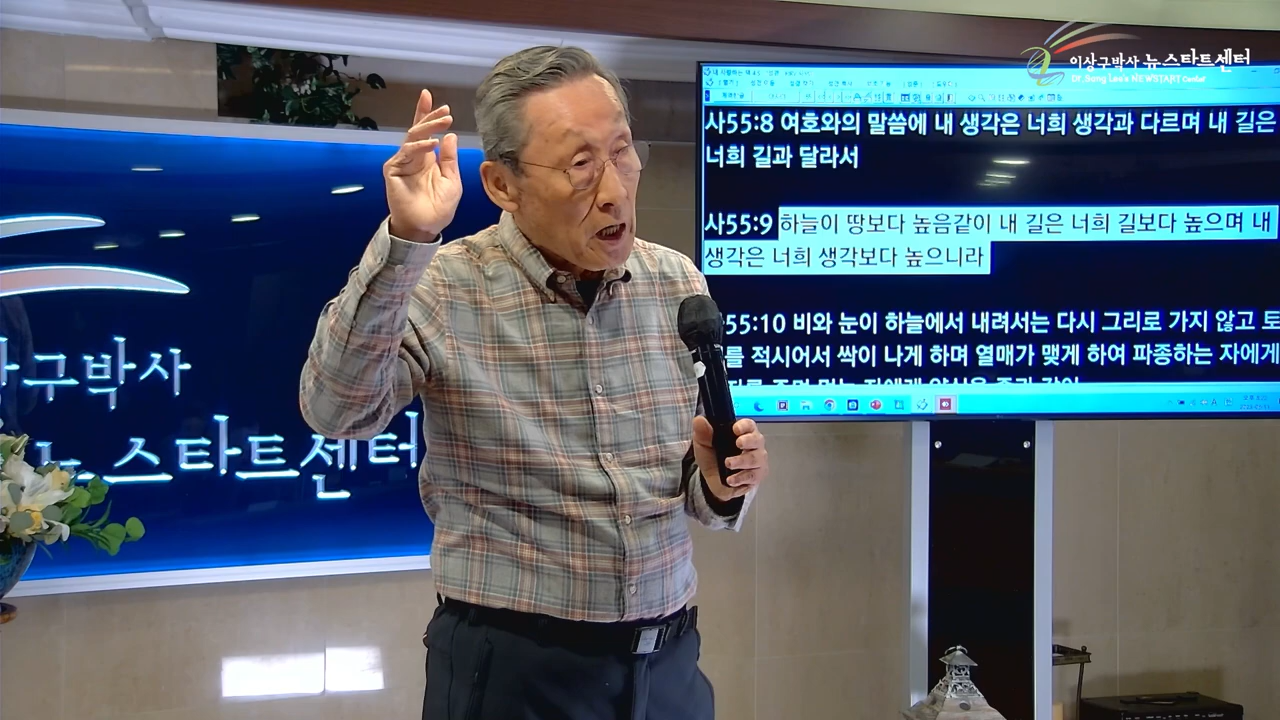 이상구박사 뉴스타트센터
Dr. Sang Lee's NEWSTART Center
사55:8 여호와의 말씀에 내 생각은 너희 생각과 다르며 내 길은
너희 길과 달라서
사55:9 하늘이 땅보다 높음같이 내 길은 너희 길보다 높으며 내
생각은 너희 생각보다 높으니라
55:10 비와 눈이 하늘에서 내려서는 다시 그리로 가지 않고 토
를 적시어서 싹이 나게 하며 열매가 맺게 하여 파종하는 자에게
구박사
뉴스타트센터